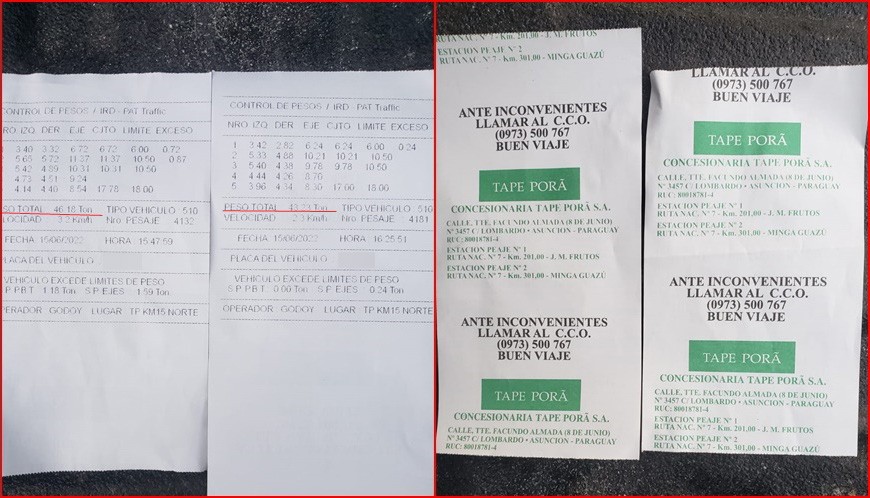 CONTROL DE PESOS / IRD - PAT Traffic
NRO IZQ. DER EJE CJTO LIMITE EXCESO
1 3.40 3.32 6.72 6.72 6.00 0.72
5.65 5.72 11.37 11.37 10.50 0.87
5.42 4.89 10.31 10.31 10.50
4.73 4.51 9.24
4.14 4.40 8.54 17.78 18.00
PESO TOTAL 46.18 Ton TIPO VEHICULO 510
VELOCIDAD 3.2 Km/h Nro. PESAJE 4132
FECHA 15/06/2022 HORA 15:47:59
PLACA DEL VEHICULO
VEHICULO EXCEDE LIMITES DE PESO
S.P.P.B.T. 1.18 Ton S.P.EJES 1.59 Ton
OPERADOR GODOY LUGAR TP KM15 NORTE
CONTROL DE PESOS / IRD - PAT Traffic
NRO IZQ. DER EJE CJTO LIMITE EXCESO
1 3.42 2.82 6.24 6.24 6.00 0.24
2 5.33 4.88 10.21 10.21 10.50
3 5.40 4.38 9.78 9.78 10.50
4 4.44 4.26 8.70
5 3.96 4.34 8.30 17.00 18.00
PESO TOTAL 43.23 Ton TIPO VEHICULO 510
VELOCIDAD 2.3 Km/h Nro. PESAJE 4181
FECHA 15/06/2022 HORA 16:25:51
PLACA DEL VEHICULO
VEHICULO EXCEDE LIMITES DE PESO
S.P.P.B.T. 0.00 Ton S.P.EJES 0.24 Ton
OPERADOR GODOY LUGAR TP KM15 NORTE
RUTA NAC. Nº 7 - Km. 201,00 - J. M. FRUTOS
ESTACION PEAJE Nº 2
RUTA NAC. Nº 7 - Km. 301,00 - MINGA GUAZÚ
ANTE INCONVENIENTES
LLAMAR AL C.C.O.
(0973) 500 767
BUEN VIAJE
TAPE PORÃ
CONCESIONARIA TAPE PORÃ S.A.
CALLE, TTE. FACUNDO ALMADA (8 DE JUNIO)
Nº 3457 C/ LOMBARDO • ASUNCION - PARAGUAY
RUC: 80018781-4
ESTACION PEAJE Nº 1
RUTA NAC. Nº 7 - Km. 201,00 - J. M. FRUTOS
ESTACION PEAJE Nº 2
RUTA NAC. Nº 7 - Km. 301,00 - MINGA GUAZÚ
ANTE INCONVENIENTES
LLAMAR AL C.C.O.
(0973) 500 767
BUEN VIAJE
TAPE PORÃ
CONCESIONARIA TAPE PORÃ S.A.
CALLE, TTE. FACUNDO ALMADA (8 DE JUNIO)
Nº 3457 C/ LOMBARDO • ASUNCION - PARAGUAY
RUC: 80018781-4
LLAMAR AL C.C.O.
(0973) 500 767
BUEN VIAJE
TAPE PORÃ
CONCESIONARIA TAPE PORÃ S.A.
CALLE, TTE. FACUNDO ALMADA (8 DE JUNIO)
Nº 3457 C/ LOMBARDO • ASUNCION - PARAGUAY
RUC: 80018781-4
ESTACION PEAJE Nº 1
RUTA NAC. Nº 7 - Km. 201,00 - J. M. FRUTOS
ESTACION PEAJE Nº 2
RUTA NAC. Nº 7 - Km. 301,00 - MINGA GUAZÚ
ANTE INCONVENIENTES
LLAMAR AL C.C.O.
(0973) 500 767
BUEN VIAJE
TAPE PORÃ
CONCESIONARIA TAPE PORÃ S.A.
CALLE, TTE. FACUNDO ALMADA (8 DE JUNIO)
Nº 3457 C/ LOMBARDO • ASUNCION - PARAGUAY
RUC: 80018781-4
ESTACION PEAJE Nº 1
RUTA NAC. Nº 7 - Km. 201,00 - J. M. FRUTOS
ESTACION PEAJE Nº 2
RUTA NAC. Nº 7 - Km. 301,00 - MINGA GUAZÚ